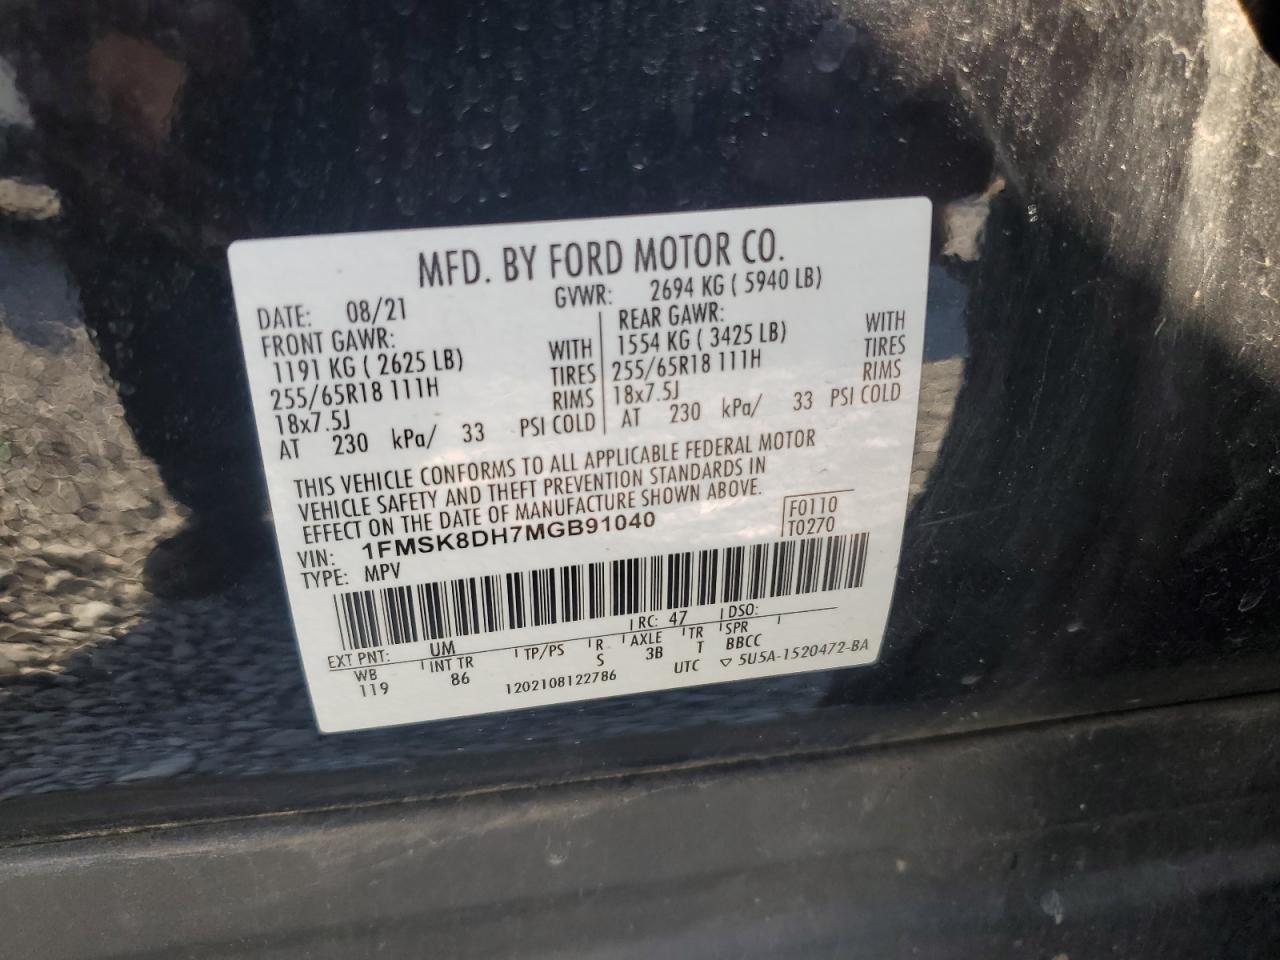 MFD. BY FORD MOTOR CO.
DATE: 08/21 GVWR: 2694 KG ( 5940 LB)
FRONT GAWR: REAR GAWR:
1191 KG ( 2625 LB) WITH 1554 KG ( 3425 LB) WITH
255/65R18 111H TIRES 255/65R18 111H TIRES
18x7.5J RIMS 18x7.5J RIMS
AT 230 kPa/ 33 PSI COLD AT 230 kPa/ 33 PSI COLD
THIS VEHICLE CONFORMS TO ALL APPLICABLE FEDERAL MOTOR
VEHICLE SAFETY AND THEFT PREVENTION STANDARDS IN
EFFECT ON THE DATE OF MANUFACTURE SHOWN ABOVE.
VIN: 1FMSK8DH7MGB91040 F0110
TYPE: MPV T0270
EXT PNT: UM RC: 47 DSO:
WB INT TR TP/PS R AXLE TR SPR
119 86 S 3B T BBCC
1202108122786 UTC ▽ 5U5A-1520472-BA